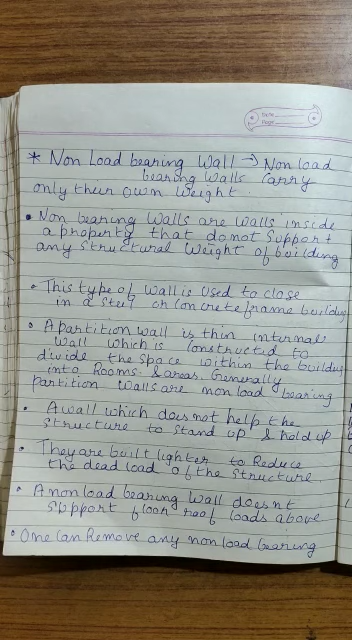 Date
Page
* Non Load bearing Wall → Non load
bearing Walls Carry
only their own Weight.
• Non bearing Walls are Walls inside
a property that donot Support
any Structural Weight of building
• This type of Wall is Used to close
in a Steel or Concrete frame building
• A partition wall is thin internal
Wall which is Constructed to
divide the Space within the building
into Rooms & areas. Generally
partition Walls are non load bearing
• A wall which does not help the
Structure to Stand up & hold up
• They are built lighter to Reduce
the dead load of the Structure
• A non load bearing Wall doesnt
Support floor roof loads above
• One Can Remove any non load bearing